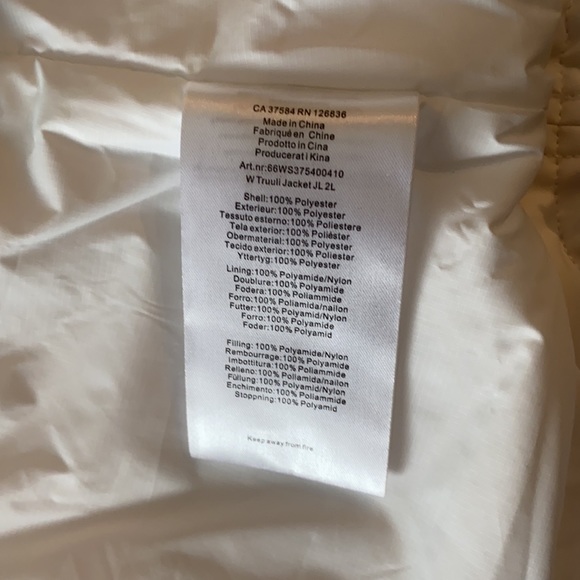 CA 37584 RN 126836
Made in China
Fabriqué en Chine
Prodotto in Cina
Producerat i Kina
Art.nr:66WS375400410
W Truuli Jacket JL 2L
Shell:100% Polyester
Exterieur:100% Polyester
Tessuto esterno:100% Poliestere
Tela exterior:100% Poliéster
Obermaterial:100% Polyester
Tecido exterior:100% Polyester
Yttertyg:100% Polyester
Lining:100% Polyamide/Nylon
Doublure:100% Polyamide
Fodera:100% Poliammide
Forro:100% Poliamida/nailon
Futter:100% Polyamid/Nylon
Forro:100% Poliamide
Foder:100% Polyamid
Filling:100% Polyamide/Nylon
Rembourrage:100% Polyamide
Imbottitura:100% Poliammide
Relleno:100% Poliamida/nailon
Füllung:100% Polyamid/Nylon
Enchimento:100% Poliamide
Stoppning:100% Polyamid
Keep away from fire.